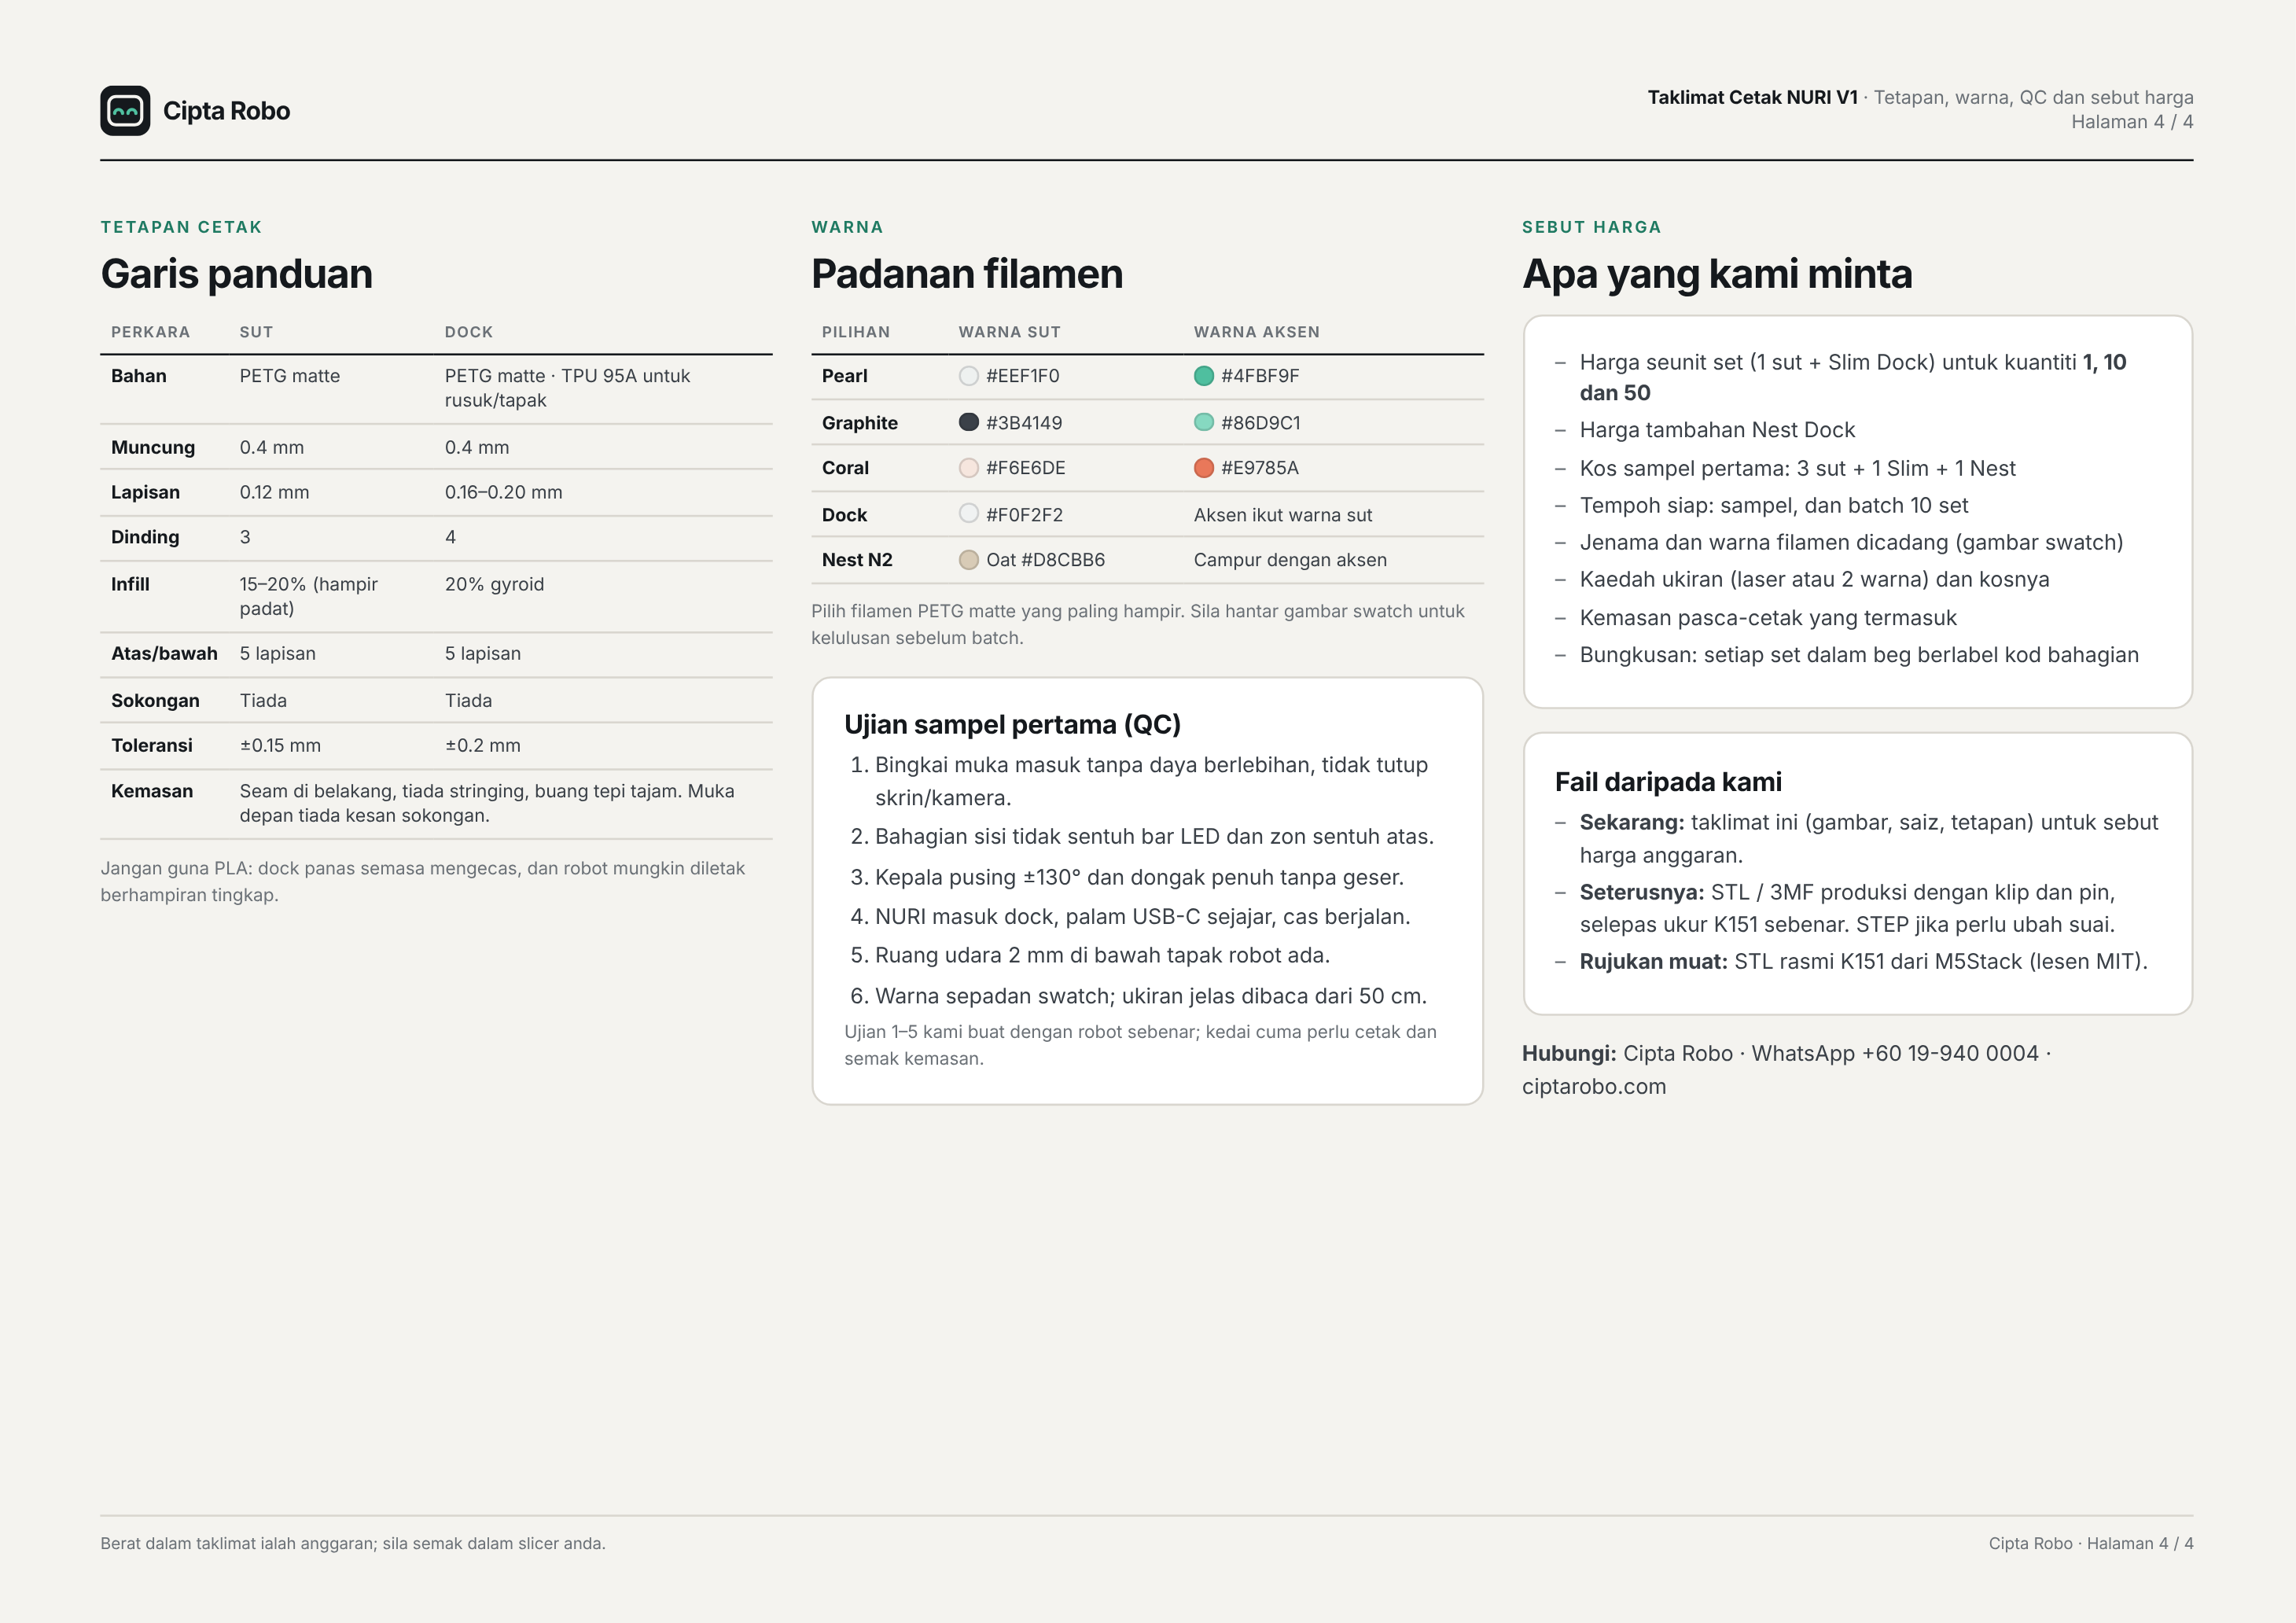 Cipta Robo
Taklimat Cetak NURI V1 · Tetapan, warna, QC dan sebut harga
Halaman 4 / 4
TETAPAN CETAK
Garis panduan
PERKARA SUT DOCK
Bahan PETG matte PETG matte · TPU 95A untuk
rusuk/tapak
Muncung 0.4 mm 0.4 mm
Lapisan 0.12 mm 0.16–0.20 mm
Dinding 3 4
Infill 15–20% (hampir 20% gyroid
padat)
Atas/bawah 5 lapisan 5 lapisan
Sokongan Tiada Tiada
Toleransi ±0.15 mm ±0.2 mm
Kemasan Seam di belakang, tiada stringing, buang tepi tajam. Muka
depan tiada kesan sokongan.
Jangan guna PLA: dock panas semasa mengecas, dan robot mungkin diletak
berhampiran tingkap.
WARNA
Padanan filamen
PILIHAN WARNA SUT WARNA AKSEN
Pearl #EEF1F0 #4FBF9F
Graphite #3B4149 #86D9C1
Coral #F6E6DE #E9785A
Dock #F0F2F2 Aksen ikut warna sut
Nest N2 Oat #D8CBB6 Campur dengan aksen
Pilih filamen PETG matte yang paling hampir. Sila hantar gambar swatch untuk
kelulusan sebelum batch.
Ujian sampel pertama (QC)
1. Bingkai muka masuk tanpa daya berlebihan, tidak tutup
skrin/kamera.
2. Bahagian sisi tidak sentuh bar LED dan zon sentuh atas.
3. Kepala pusing ±130° dan dongak penuh tanpa geser.
4. NURI masuk dock, palam USB-C sejajar, cas berjalan.
5. Ruang udara 2 mm di bawah tapak robot ada.
6. Warna sepadan swatch; ukiran jelas dibaca dari 50 cm.
Ujian 1–5 kami buat dengan robot sebenar; kedai cuma perlu cetak dan
semak kemasan.
SEBUT HARGA
Apa yang kami minta
– Harga seunit set (1 sut + Slim Dock) untuk kuantiti 1, 10
dan 50
– Harga tambahan Nest Dock
– Kos sampel pertama: 3 sut + 1 Slim + 1 Nest
– Tempoh siap: sampel, dan batch 10 set
– Jenama dan warna filamen dicadang (gambar swatch)
– Kaedah ukiran (laser atau 2 warna) dan kosnya
– Kemasan pasca-cetak yang termasuk
– Bungkusan: setiap set dalam beg berlabel kod bahagian
Fail daripada kami
– Sekarang: taklimat ini (gambar, saiz, tetapan) untuk sebut
harga anggaran.
– Seterusnya: STL / 3MF produksi dengan klip dan pin,
selepas ukur K151 sebenar. STEP jika perlu ubah suai.
– Rujukan muat: STL rasmi K151 dari M5Stack (lesen MIT).
Hubungi: Cipta Robo · WhatsApp +60 19-940 0004 ·
ciptarobo.com
Berat dalam taklimat ialah anggaran; sila semak dalam slicer anda.
Cipta Robo · Halaman 4 / 4